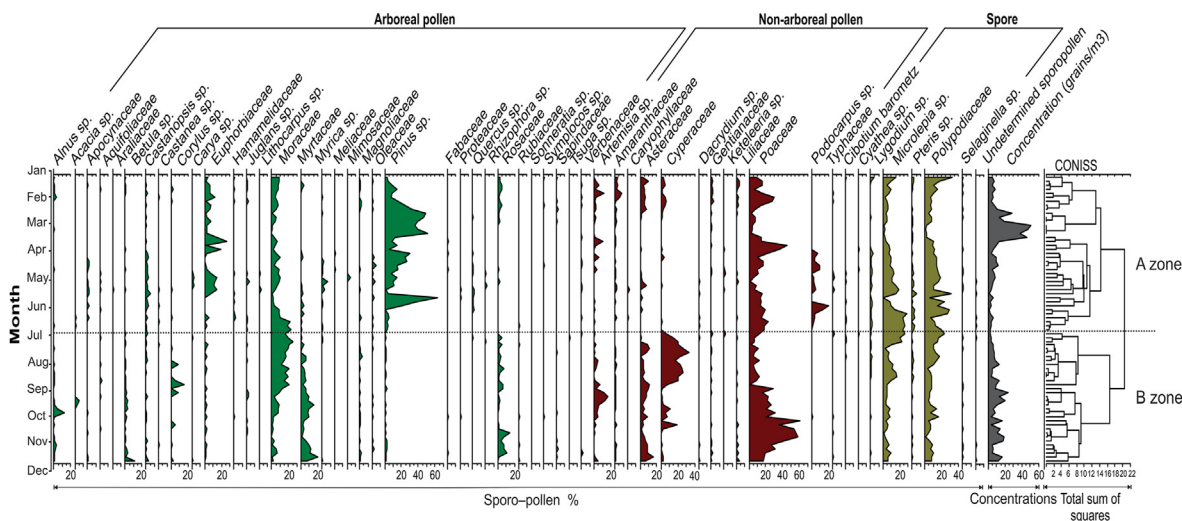 Arboreal pollen
Non-arboreal pollen
Spore
Alnus sp.
Acacia sp.
Apocynaceae
Aquifoliaceae
Araliaceae
Betula sp.
Castanopsis sp.
Castanea sp.
Corylus sp.
Carya sp.
Euphorbiaceae
Hamamelidaceae
Juglans sp.
Lithocarpus sp.
Moraceae
Myrtaceae
Myrica sp.
Meliaceae
Mimosaceae
Magnoliaceae
Oleaceae
Pinus sp.
Fabaceae
Proteaceae
Quercus sp.
Rhizophora sp.
Rosaceae
Rubiaceae
Sonneratia sp.
Symplocos sp.
Sapindaceae
Tsuga sp.
Verbenaceae
Artemisia sp.
Amaranthaceae
Caryophyllaceae
Asteraceae
Cyperaceae
Dacrydium sp.
Gentianaceae
Keteleeria sp.
Liliaceae
Poaceae
Podocarpus sp.
Typhaceae
Cibotium barometz
Cyathea sp.
Lygodium sp.
Microlepia sp.
Pteris sp.
Polypodiaceae
Selaginella sp.
Undetermined sporopollen
Concentration (grains/m3)
CONISS
Month
Jan
Feb
Mar
Apr
May
Jun
Jul
Aug
Sep
Oct
Nov
Dec
A zone
B zone
20 20 20 20 20 20 20 40 60 20 20 20 20 20 40 20 40 60 20 20 20 40 20 40 60 2 4 6 8 10 12 14 16 18 20 22
Sporo–pollen %
Concentrations
Total sum of
squares